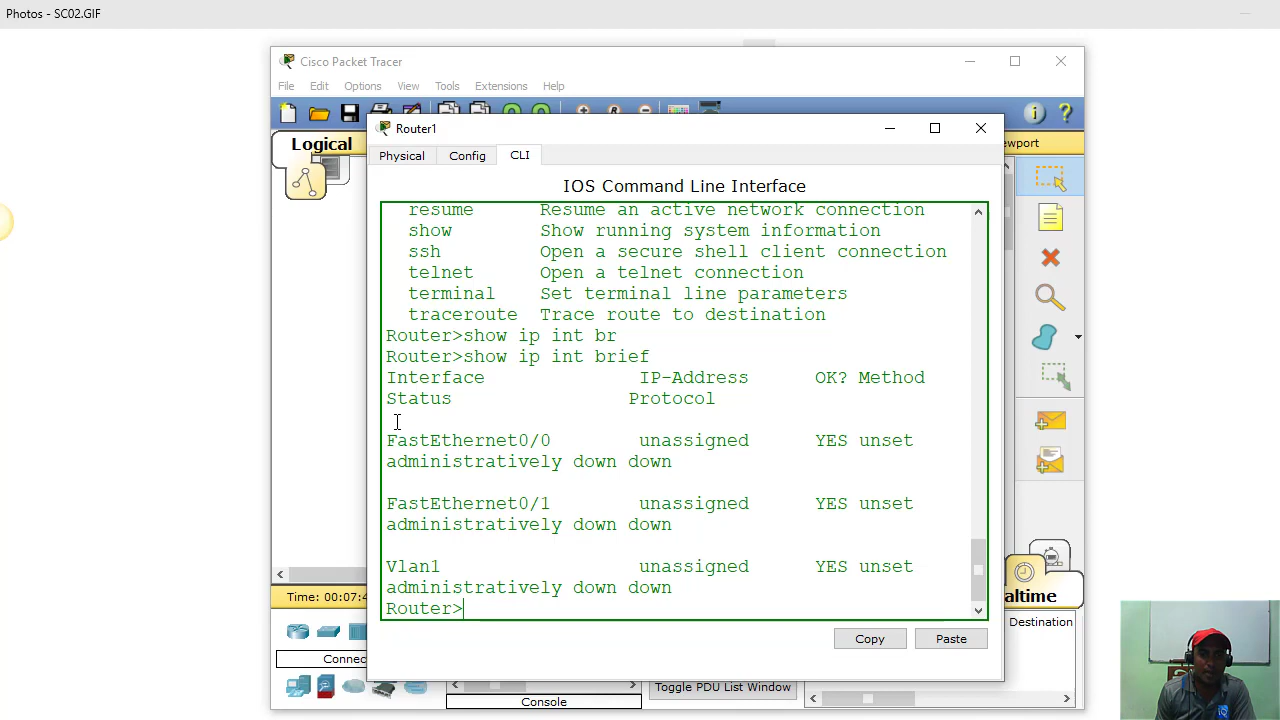 Photos - SC02.GIF
Cisco Packet Tracer
File Edit Options View Tools Extensions Help
Logical
Router1
ewport
Physical Config CLI
IOS Command Line Interface
resume Resume an active network connection
show Show running system information
ssh Open a secure shell client connection
telnet Open a telnet connection
terminal Set terminal line parameters
traceroute Trace route to destination
Router>show ip int br
Router>show ip int brief
Interface IP-Address OK? Method
Status Protocol
FastEthernet0/0 unassigned YES unset
administratively down down
FastEthernet0/1 unassigned YES unset
administratively down down
Vlan1 unassigned YES unset
administratively down down
Router>
Time: 00:07:4
altime
Destination
Copy Paste
Connec
Toggle PDU List Window
Console